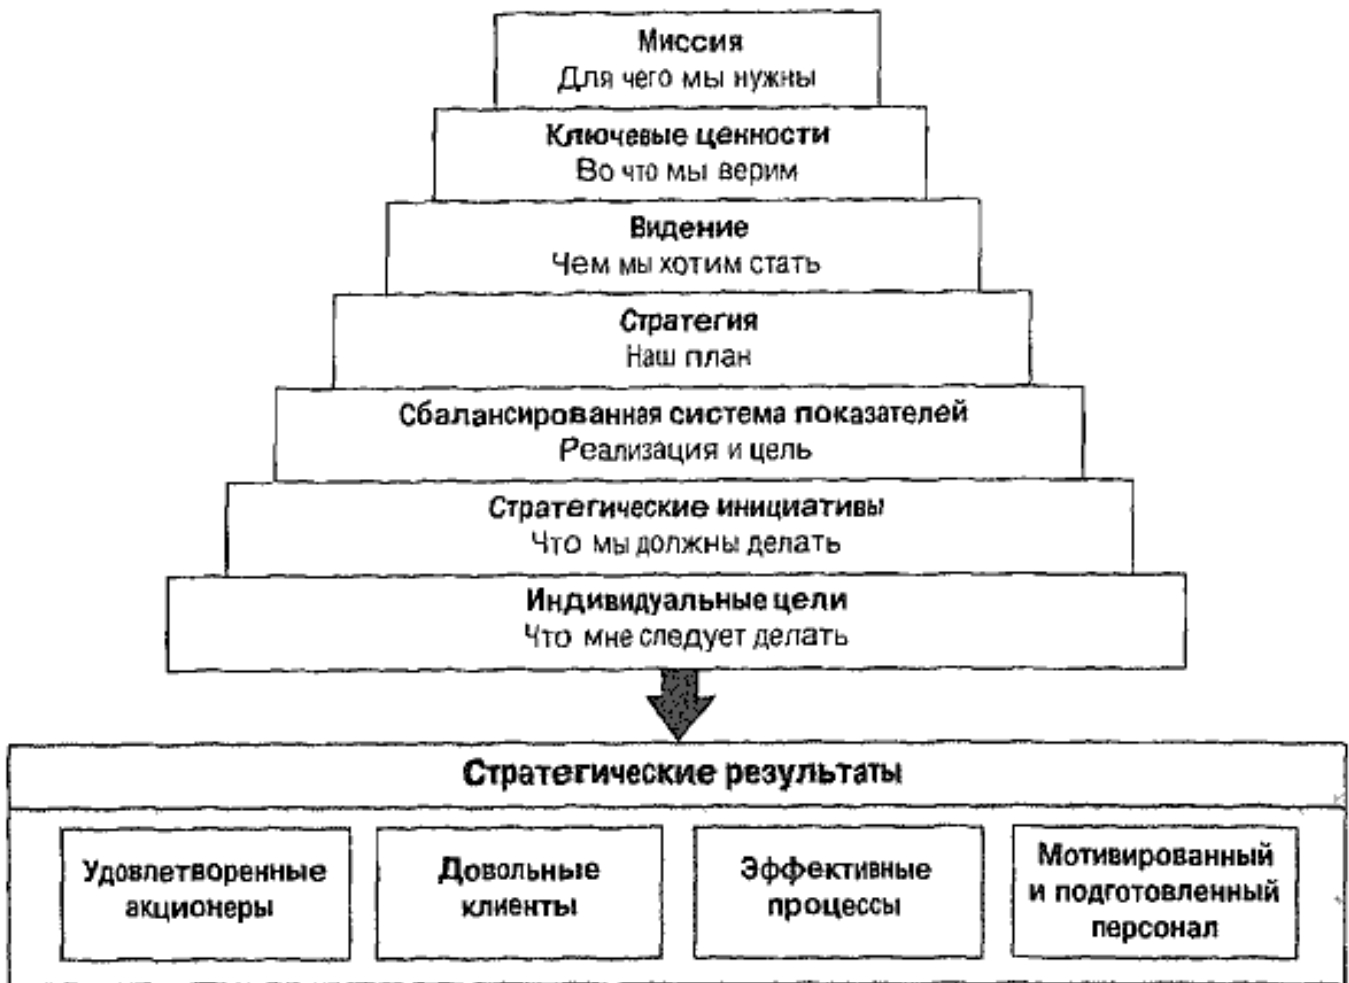 Миссия
Для чего мы нужны
Ключевые ценности
Во что мы верим
Видение
Чем мы хотим стать
Стратегия
Наш план
Сбалансированная система показателей
Реализация и цель
Стратегические инициативы
Что мы должны делать
Индивидуальные цели
Что мне следует делать
Стратегические результаты
Удовлетворенные
акционеры
Довольные
клиенты
Эффективные
процессы
Мотивированный
и подготовленный
персонал